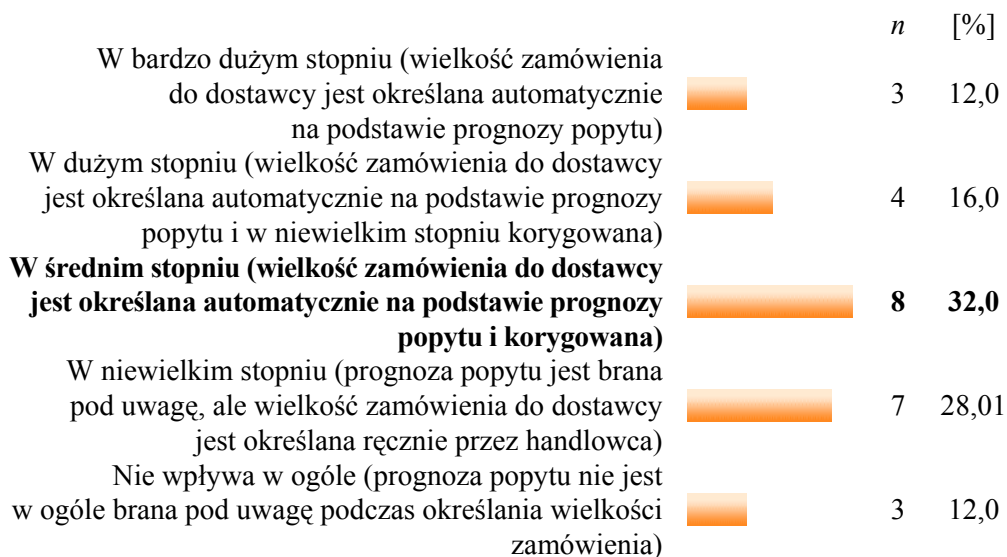 n [%]
W bardzo dużym stopniu (wielkość zamówienia
do dostawcy jest określana automatycznie
na podstawie prognozy popytu)
3 12,0
W dużym stopniu (wielkość zamówienia do dostawcy
jest określana automatycznie na podstawie prognozy
popytu i w niewielkim stopniu korygowana)
4 16,0
W średnim stopniu (wielkość zamówienia do dostawcy
jest określana automatycznie na podstawie prognozy
popytu i korygowana)
8 32,0
W niewielkim stopniu (prognoza popytu jest brana
pod uwagę, ale wielkość zamówienia do dostawcy
jest określana ręcznie przez handlowca)
7 28,01
Nie wpływa w ogóle (prognoza popytu nie jest
w ogóle brana pod uwagę podczas określania wielkości
zamówienia)
3 12,0